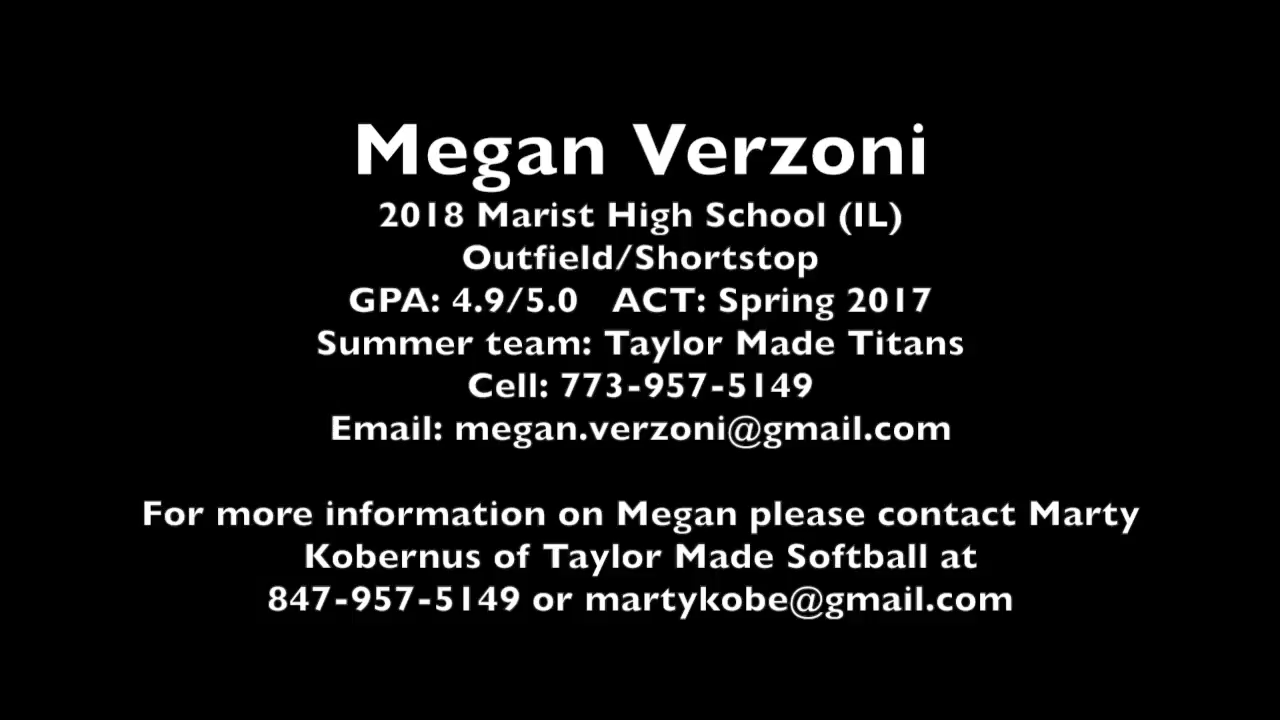 Megan Verzoni
2018 Marist High School (IL)
Outfield/Shortstop
GPA: 4.9/5.0 ACT: Spring 2017
Summer team: Taylor Made Titans
Cell: 773-957-5149
Email: megan.verzoni@gmail.com
For more information on Megan please contact Marty
Kobernus of Taylor Made Softball at
847-957-5149 or martykobe@gmail.com